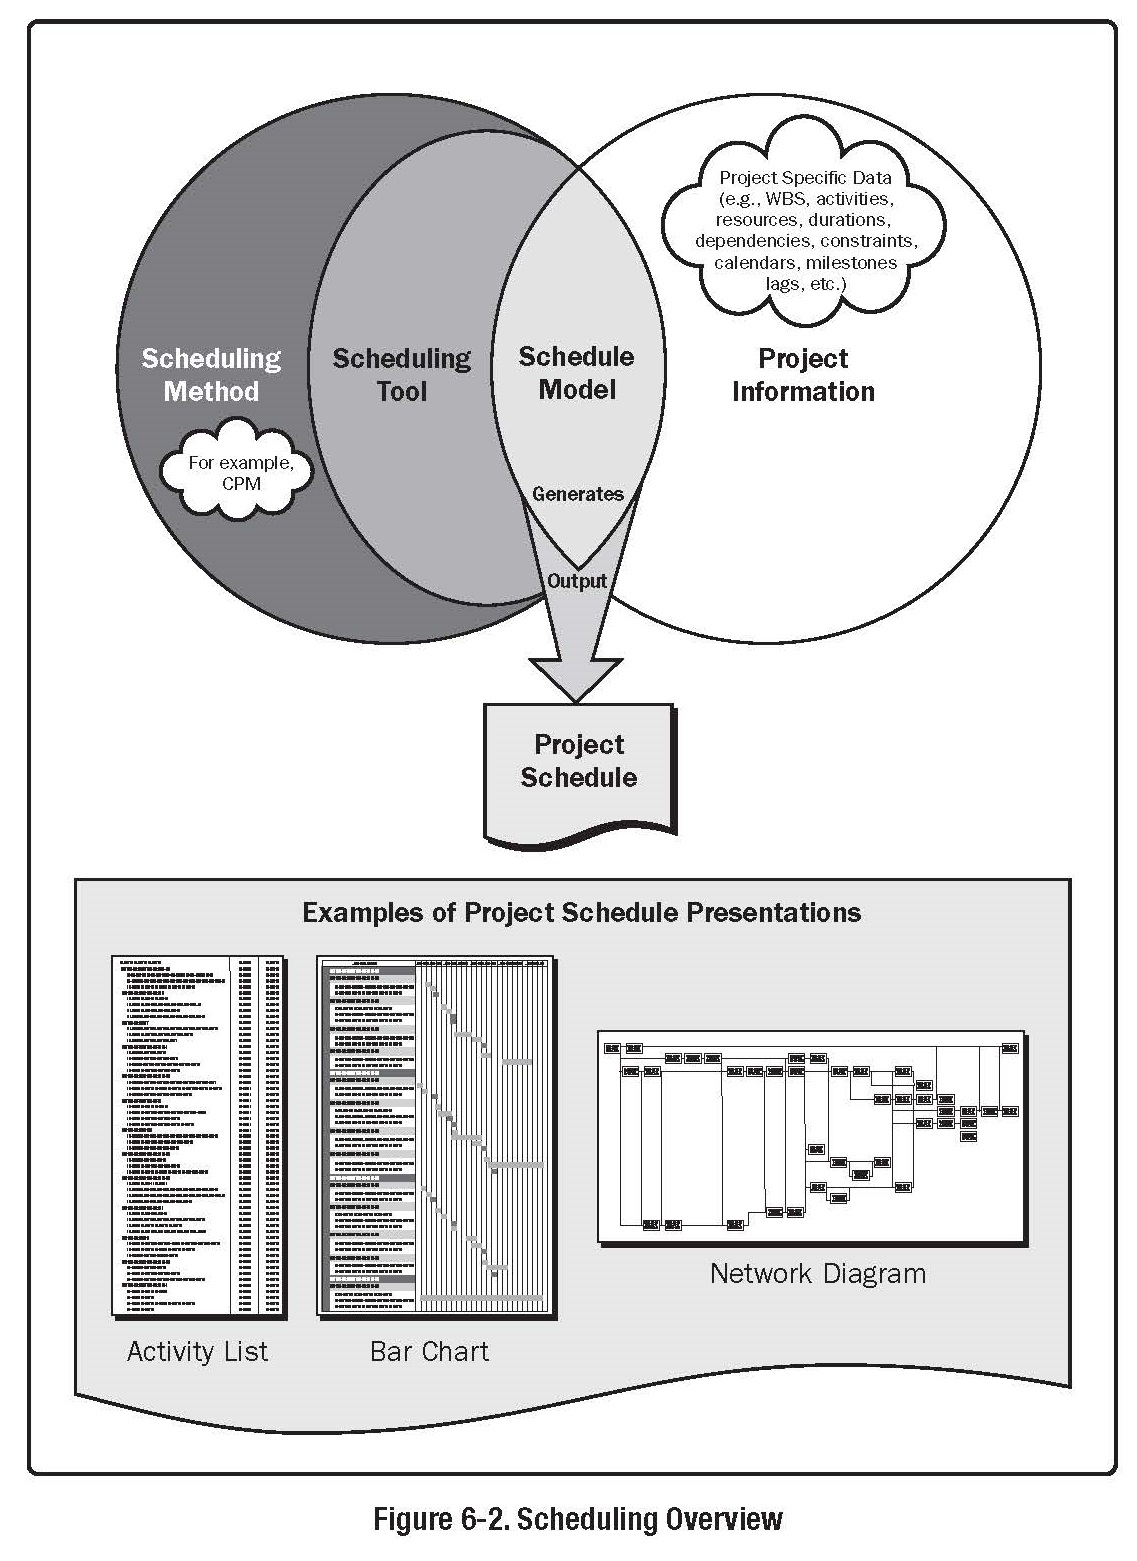 Project Specific Data
(e.g., WBS, activities,
resources, durations,
dependencies, constraints,
calendars, milestones
lags, etc.)
Scheduling
Method
Scheduling
Tool
Schedule
Model
Project
Information
For example,
CPM
Generates
Output
Project
Schedule
Examples of Project Schedule Presentations
Activity List
Bar Chart
Network Diagram
Figure 6-2. Scheduling Overview